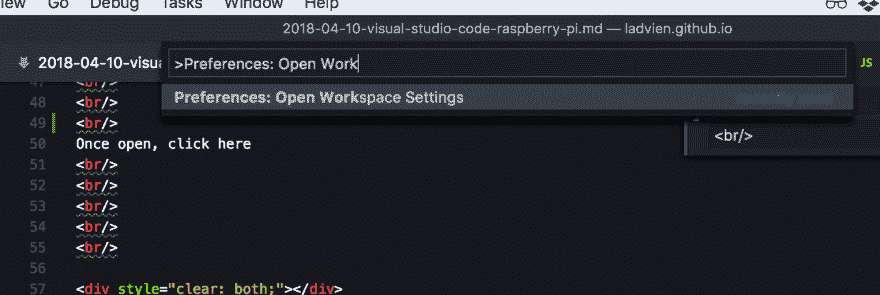 Go Debug Tasks Window Help
2018-04-10-visual-studio-code-raspberry-pi.md — ladvien.github.io
2018-04-10-visua
>Preferences: Open Work
JS
Preferences: Open Workspace Settings
47 <br/>
48 <br/>
49 <br/>
<br/>
50 Once open, click here
51 <br/>
52 <br/>
53 <br/>
54 <br/>
55 <br/>
56
57 <div style="clear: both;"></div>